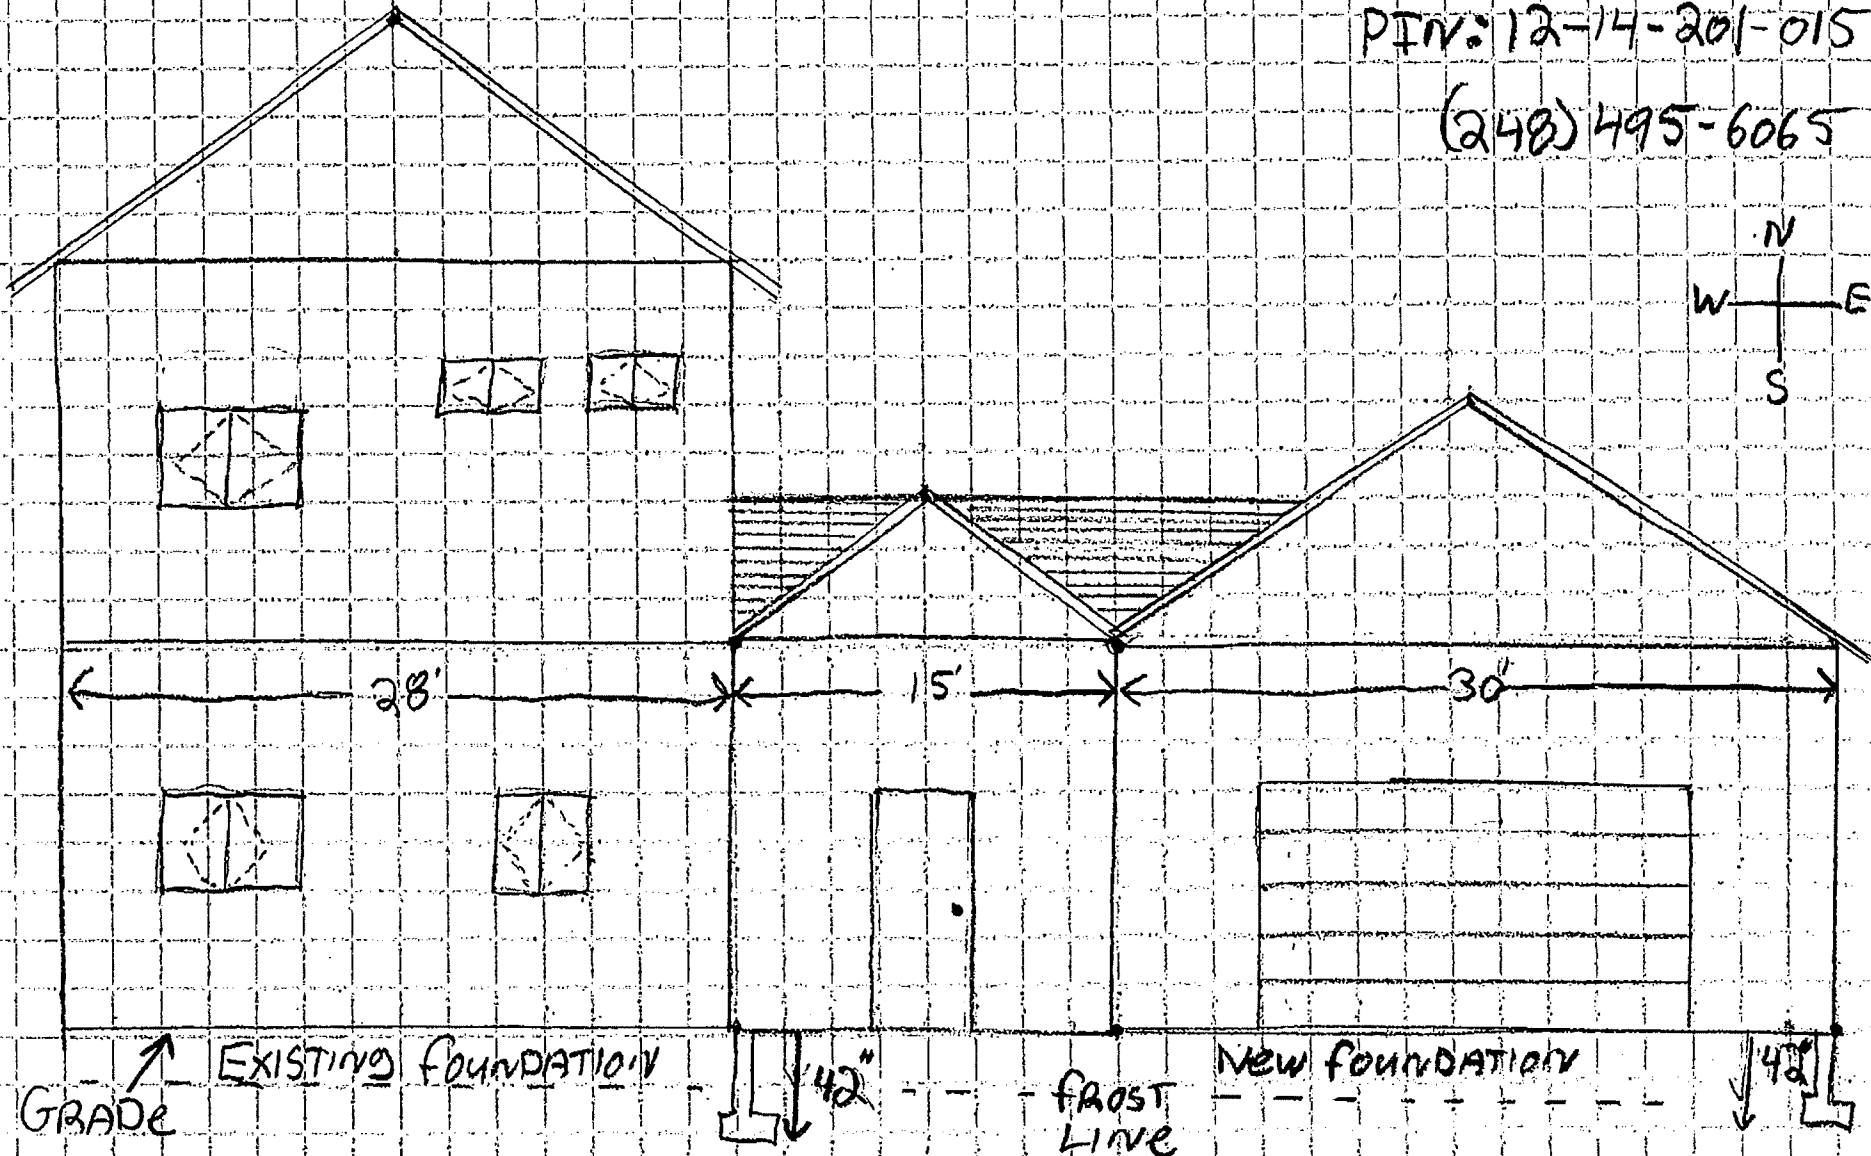 PIN: 12-14-201-015
(248) 495-6065
N
W E
S
28' 15' 30'
EXISTING FOUNDATION
New FOUNDATION
GRADe
42"
42"
FROST
LINe